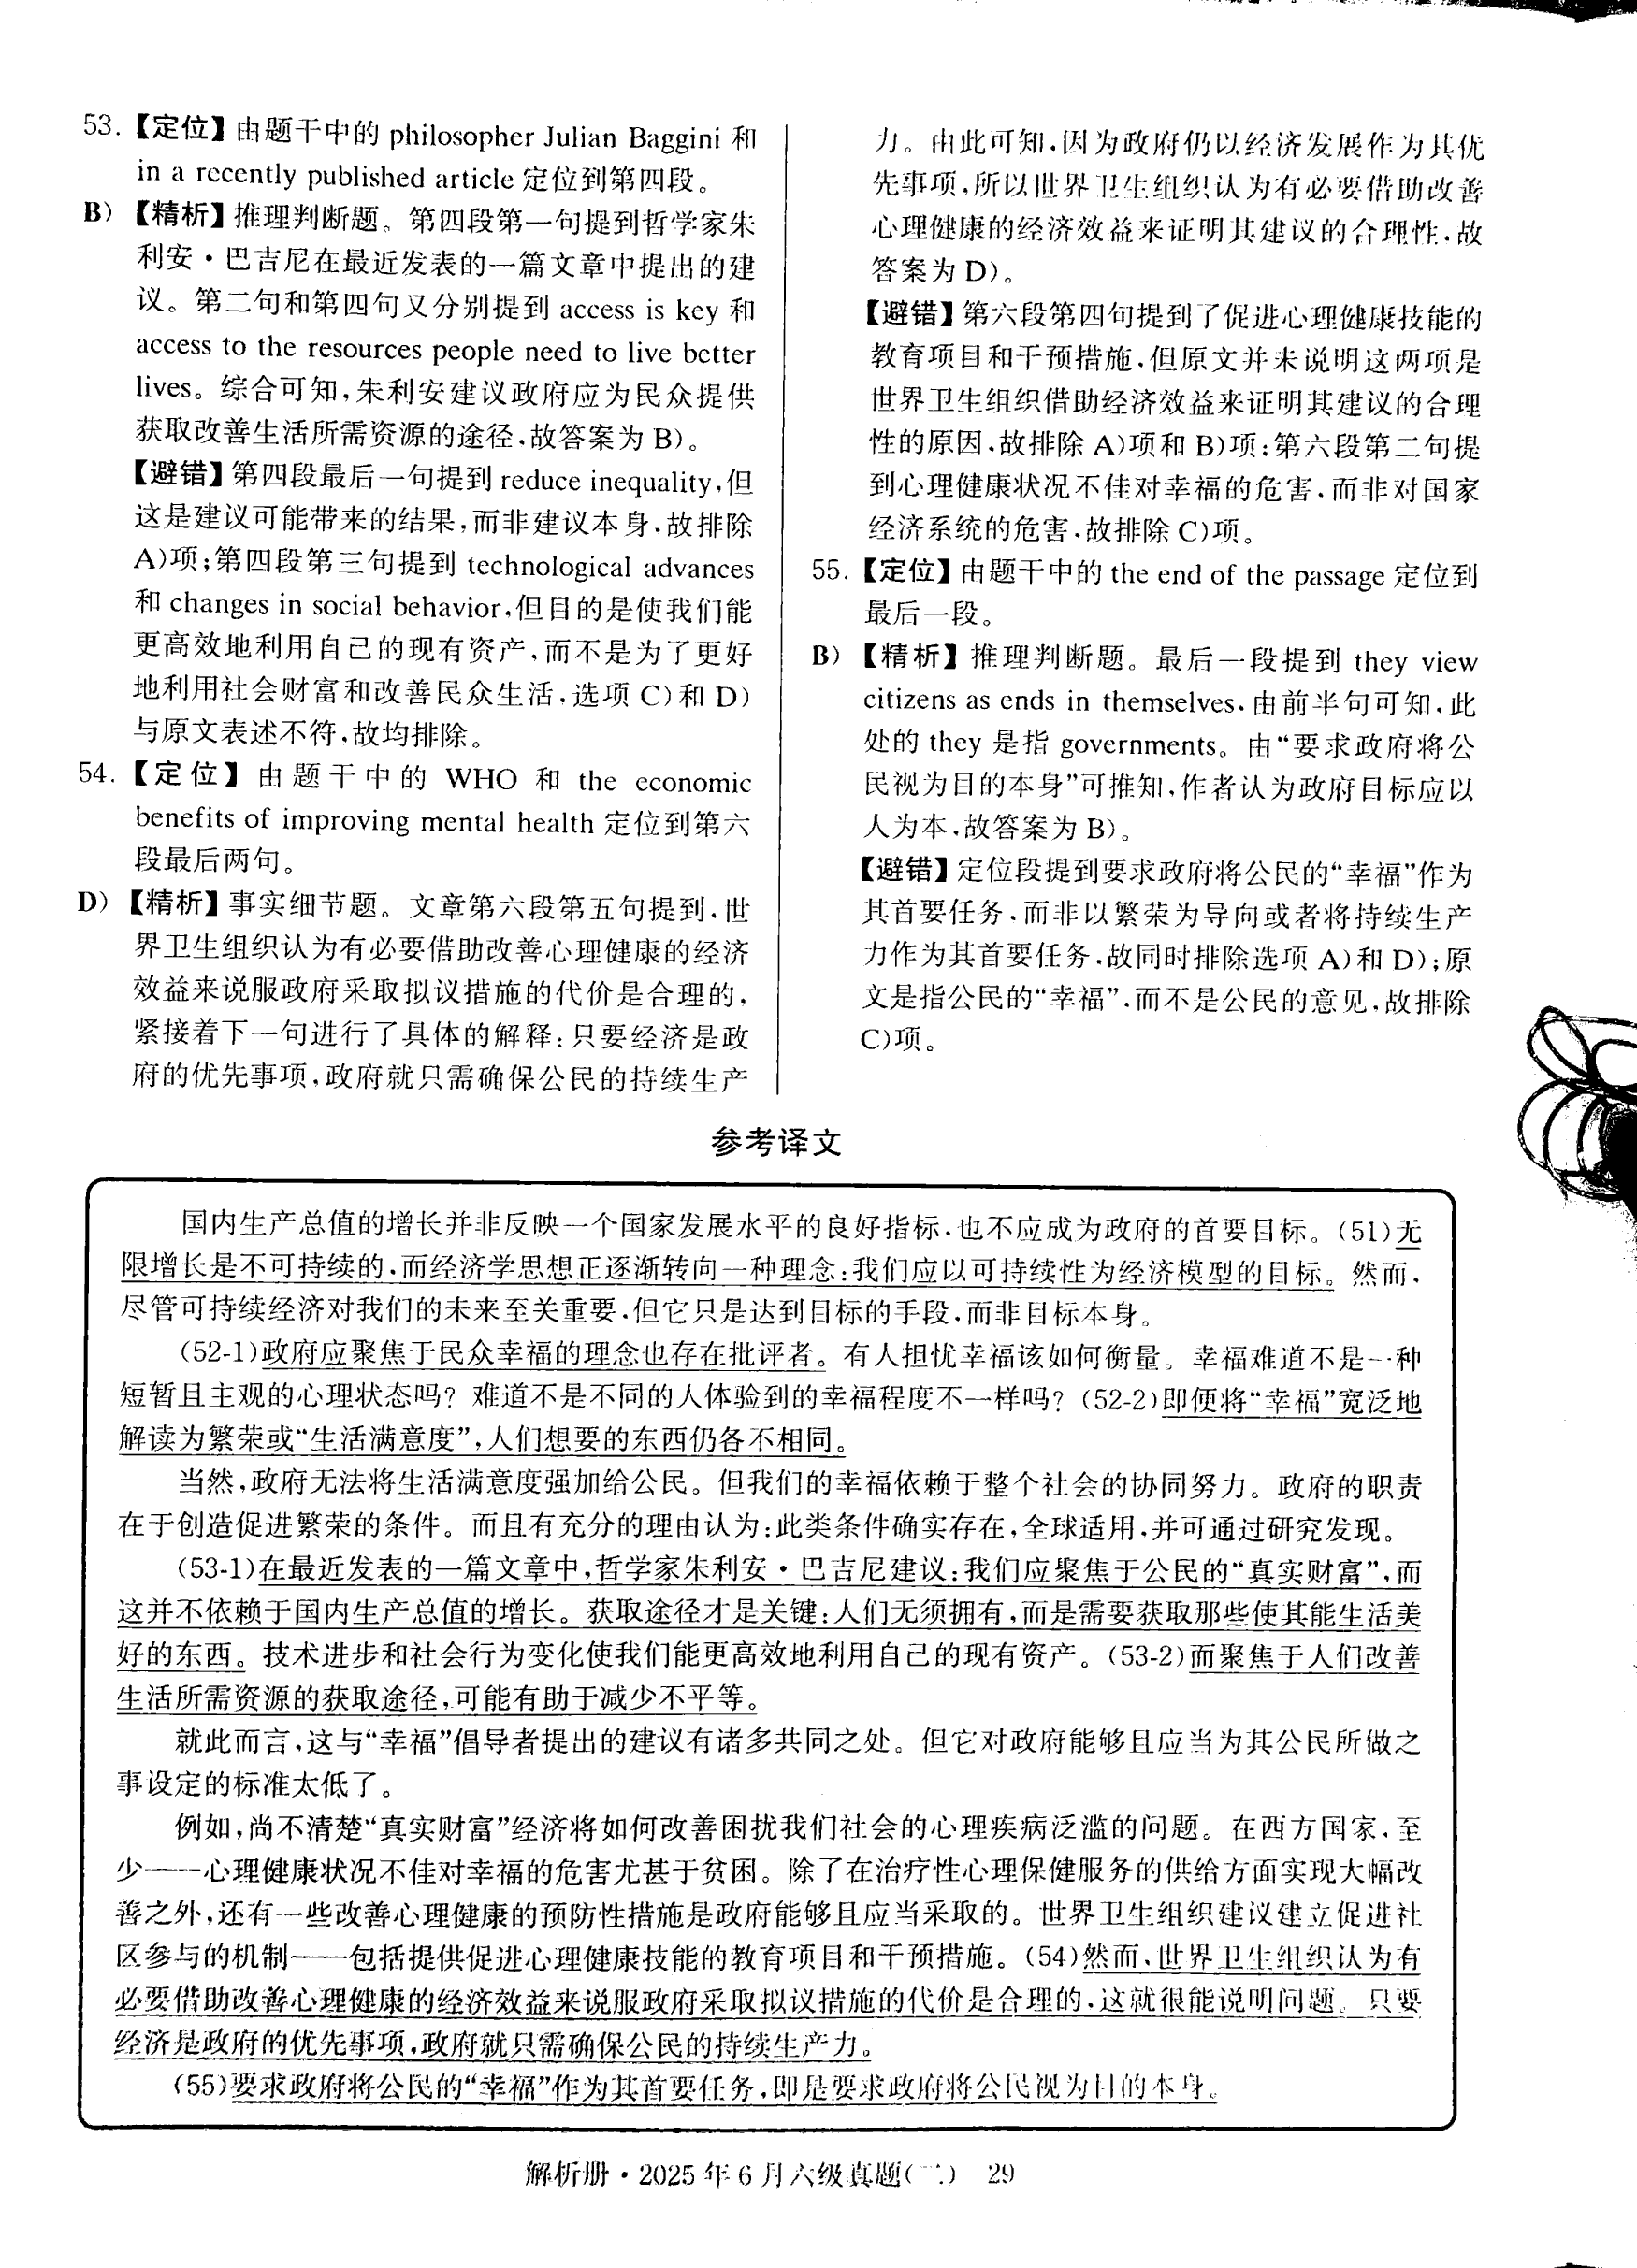 53.【定位】由题干中的 philosopher Julian Baggini 和
in a recently published article 定位到第四段。
B)【精析】推理判断题。第四段第一句提到哲学家朱
利安·巴吉尼在最近发表的一篇文章中提出的建
议。第二句和第四句又分别提到 access is key 和
access to the resources people need to live better
lives。综合可知,朱利安建议政府应为民众提供
获取改善生活所需资源的途径,故答案为 B)。
【避错】第四段最后一句提到 reduce inequality,但
这是建议可能带来的结果,而非建议本身,故排除
A)项;第四段第三句提到 technological advances
和 changes in social behavior,但目的是使我们能
更高效地利用自己的现有资产,而不是为了更好
地利用社会财富和改善民众生活,选项 C)和 D)
与原文表述不符,故均排除。
54.【定位】由题干中的 WHO 和 the economic
benefits of improving mental health 定位到第六
段最后两句。
D)【精析】事实细节题。文章第六段第五句提到,世
界卫生组织认为有必要借助改善心理健康的经济
效益来说服政府采取拟议措施的代价是合理的,
紧接着下一句进行了具体的解释:只要经济是政
府的优先事项,政府就只需确保公民的持续生产
力。由此可知,因为政府仍以经济发展作为其优
先事项,所以世界卫生组织认为有必要借助改善
心理健康的经济效益来证明其建议的合理性,故
答案为 D)。
【避错】第六段第四句提到了促进心理健康技能的
教育项目和干预措施,但原文并未说明这两项是
世界卫生组织借助经济效益来证明其建议的合理
性的原因,故排除 A)项和 B)项;第六段第二句提
到心理健康状况不佳对幸福的危害,而非对国家
经济系统的危害,故排除 C)项。
55.【定位】由题干中的 the end of the passage 定位到
最后一段。
B)【精析】推理判断题。最后一段提到 they view
citizens as ends in themselves,由前半句可知,此
处的 they 是指 governments。由“要求政府将公
民视为目的本身”可推知,作者认为政府目标应以
人为本,故答案为 B)。
【避错】定位段提到要求政府将公民的“幸福”作为
其首要任务,而非以繁荣为导向或者将持续生产
力作为其首要任务,故同时排除选项 A)和 D);原
文是指公民的“幸福”,而不是公民的意见,故排除
C)项。
参考译文
国内生产总值的增长并非反映一个国家发展水平的良好指标,也不应成为政府的首要目标。(51)无
限增长是不可持续的,而经济学思想正逐渐转向一种理念:我们应以可持续性为经济模型的目标。然而,
尽管可持续经济对我们的未来至关重要,但它只是达到目标的手段,而非目标本身。
(52-1)政府应聚焦于民众幸福的理念也存在批评者。有人担忧幸福该如何衡量。幸福难道不是一种
短暂且主观的心理状态吗?难道不是不同的人体验到的幸福程度不一样吗?(52-2)即便将“幸福”宽泛地
解读为繁荣或“生活满意度”,人们想要的东西仍各不相同。
当然,政府无法将生活满意度强加给公民。但我们的幸福依赖于整个社会的协同努力。政府的职责
在于创造促进繁荣的条件。而且有充分的理由认为:此类条件确实存在,全球适用,并可通过研究发现。
(53-1)在最近发表的一篇文章中,哲学家朱利安·巴吉尼建议:我们应聚焦于公民的“真实财富”,而
这并不依赖于国内生产总值的增长。获取途径才是关键:人们无须拥有,而是需要获取那些使其能生活美
好的东西。技术进步和社会行为变化使我们能更高效地利用自己的现有资产。(53-2)而聚焦于人们改善
生活所需资源的获取途径,可能有助于减少不平等。
就此而言,这与“幸福”倡导者提出的建议有诸多共同之处。但它对政府能够且应当为其公民所做之
事设定的标准太低了。
例如,尚不清楚“真实财富”经济将如何改善困扰我们社会的心理疾病泛滥的问题。在西方国家,至
少——心理健康状况不佳对幸福的危害尤甚于贫困。除了在治疗性心理保健服务的供给方面实现大幅改
善之外,还有一些改善心理健康的预防性措施是政府能够且应当采取的。世界卫生组织建议建立促进社
区参与的机制——包括提供促进心理健康技能的教育项目和干预措施。(54)然而,世界卫生组织认为有
必要借助改善心理健康的经济效益来说服政府采取拟议措施的代价是合理的,这就很能说明问题。只要
经济是政府的优先事项,政府就只需确保公民的持续生产力。
(55)要求政府将公民的“幸福”作为其首要任务,即是要求政府将公民视为目的本身。
解析册·2025 年 6 月六级真题(二) 29